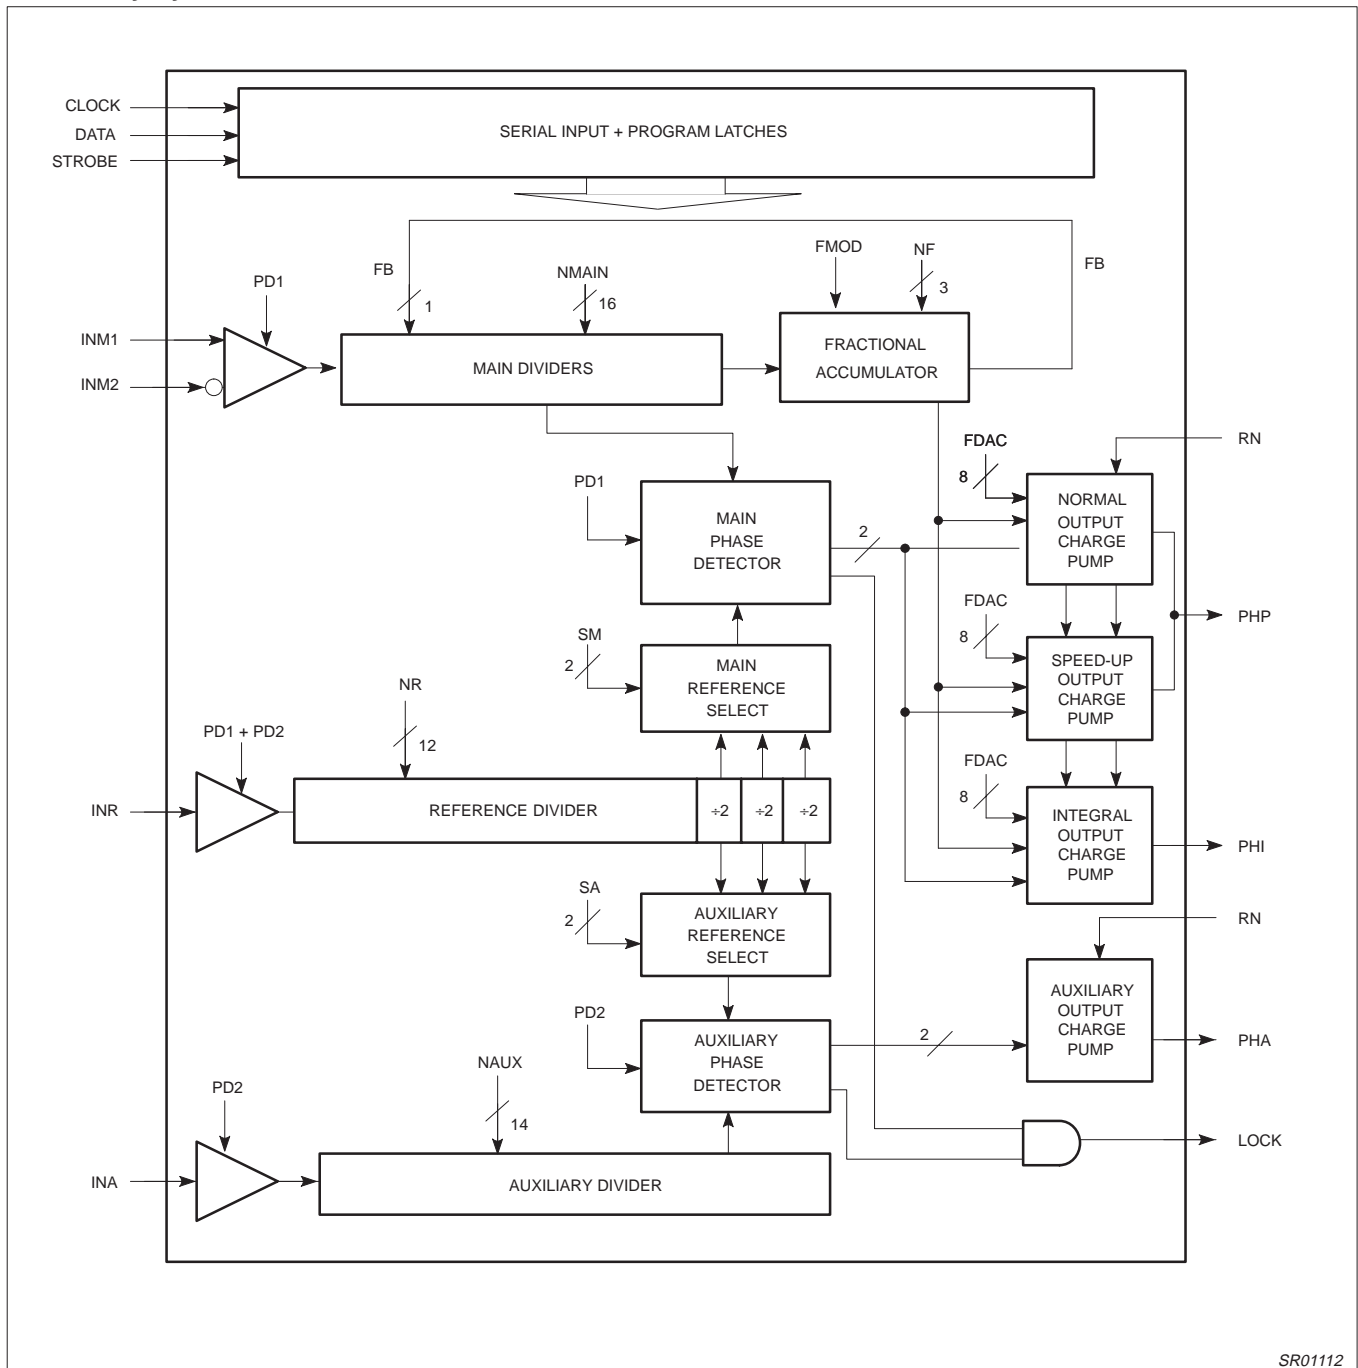 CLOCK
DATA
STROBE
SERIAL INPUT + PROGRAM LATCHES
FB
1
NMAIN
16
FMOD
NF
3
FB
PD1
INM1
INM2
MAIN DIVIDERS
FRACTIONAL
ACCUMULATOR
RN
FDAC
8
NORMAL
OUTPUT
CHARGE
PUMP
PD1
MAIN
PHASE
DETECTOR
2
FDAC
8
SPEED-UP
OUTPUT
CHARGE
PUMP
PHP
SM
2
MAIN
REFERENCE
SELECT
NR
12
PD1 + PD2
INR
REFERENCE DIVIDER
÷2
÷2
÷2
FDAC
8
INTEGRAL
OUTPUT
CHARGE
PUMP
PHI
SA
2
AUXILIARY
REFERENCE
SELECT
RN
AUXILIARY
OUTPUT
CHARGE
PUMP
PHA
PD2
AUXILIARY
PHASE
DETECTOR
2
NAUX
14
PD2
INA
AUXILIARY DIVIDER
LOCK
SR01112